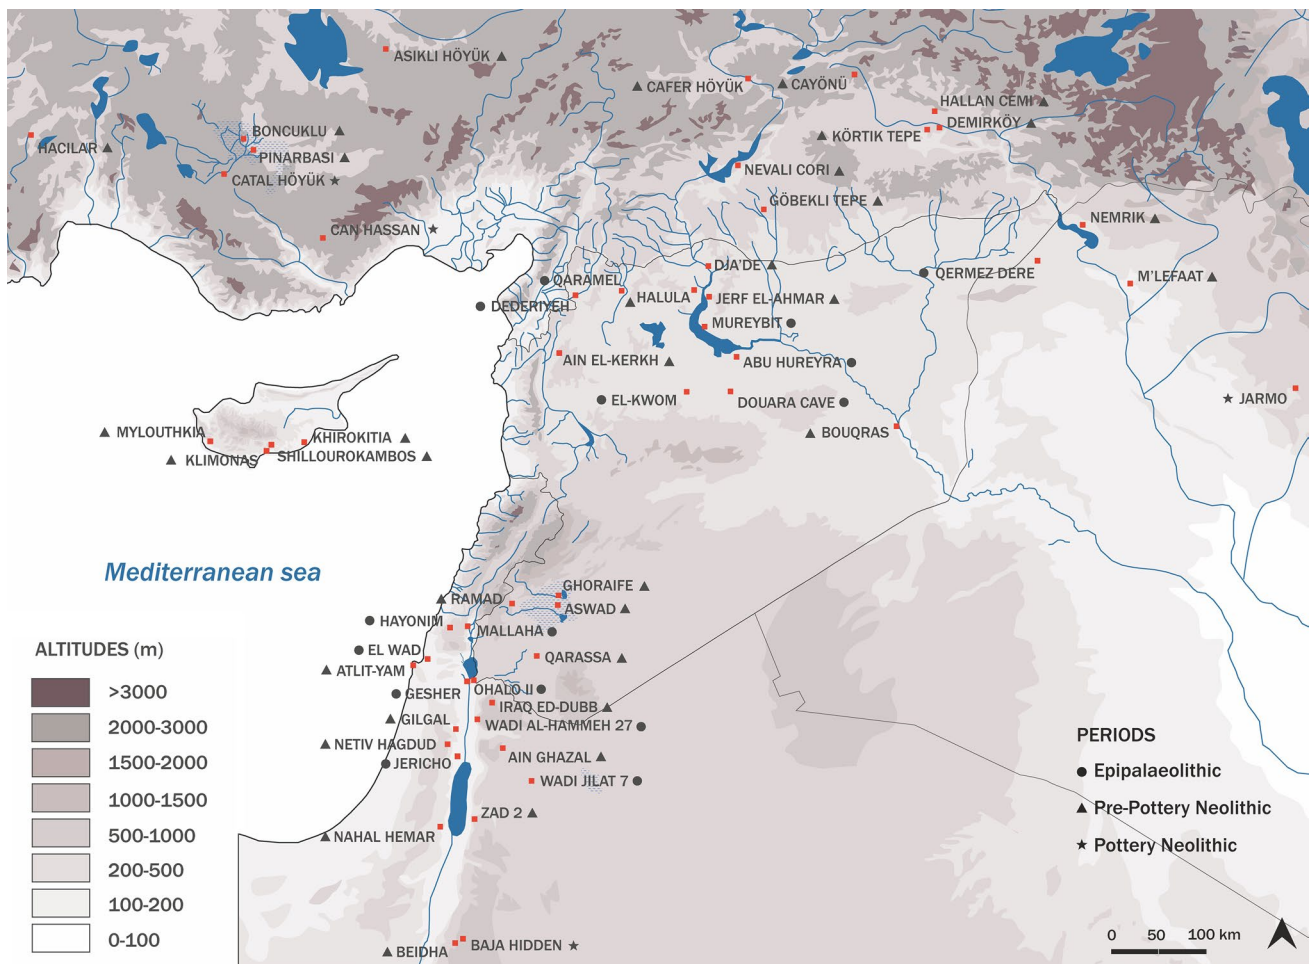 ASIKLI HÖYÜK
CAFER HÖYÜK
CAYÖNÜ
HALLAN CEMI
DEMIRKÖY
KÖRTIK TEPE
BONCUKLU
HACILAR
PINARBASI
CATAL HÖYÜK
NEVALI CORI
GÖBEKLI TEPE
NEMRIK
CAN HASSAN
DJA'DE
QERMEZ DERE
M'LEFAAT
QARAMEL
DEDERIYEH
HALULA
JERF EL-AHMAR
MUREYBIT
AIN EL-KERKH
ABU HUREYRA
EL-KWOM
DOUARA CAVE
JARMO
BOUQRAS
MYLOUTHKIA
KHIROKITIA
KLIMONAS
SHILLOUROKAMBOS
Mediterranean sea
GHORAIFE
RAMAD
ASWAD
HAYONIM
MALLAHA
EL WAD
QARASSA
ATLIT-YAM
GESHER
OHALO II
IRAQ ED-DUBB
GILGAL
WADI AL-HAMMEH 27
NETIV HAGDUD
AIN GHAZAL
JERICHO
WADI JILAT 7
ZAD 2
NAHAL HEMAR
BEIDHA
BAJA HIDDEN
ALTITUDES (m)
>3000
2000-3000
1500-2000
1000-1500
500-1000
200-500
100-200
0-100
PERIODS
Epipalaeolithic
Pre-Pottery Neolithic
Pottery Neolithic
0 50 100 km